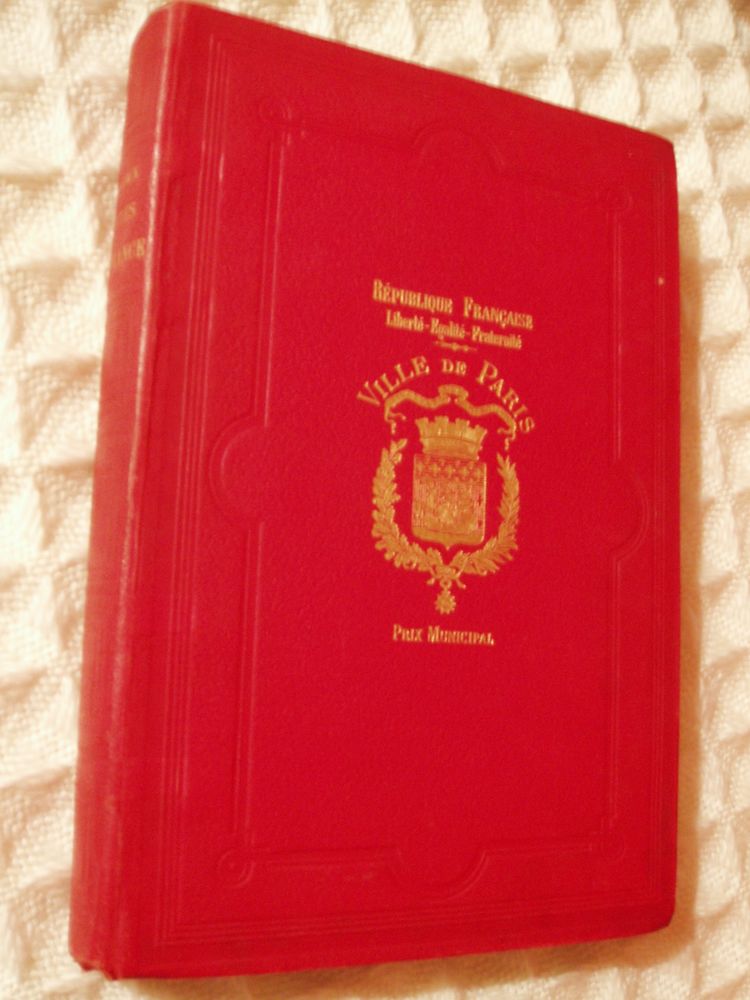 RÉPUBLIQUE FRANÇAISE
Liberté-Egalité-Fraternité
VILLE DE PARIS
PRIX MUNICIPAL